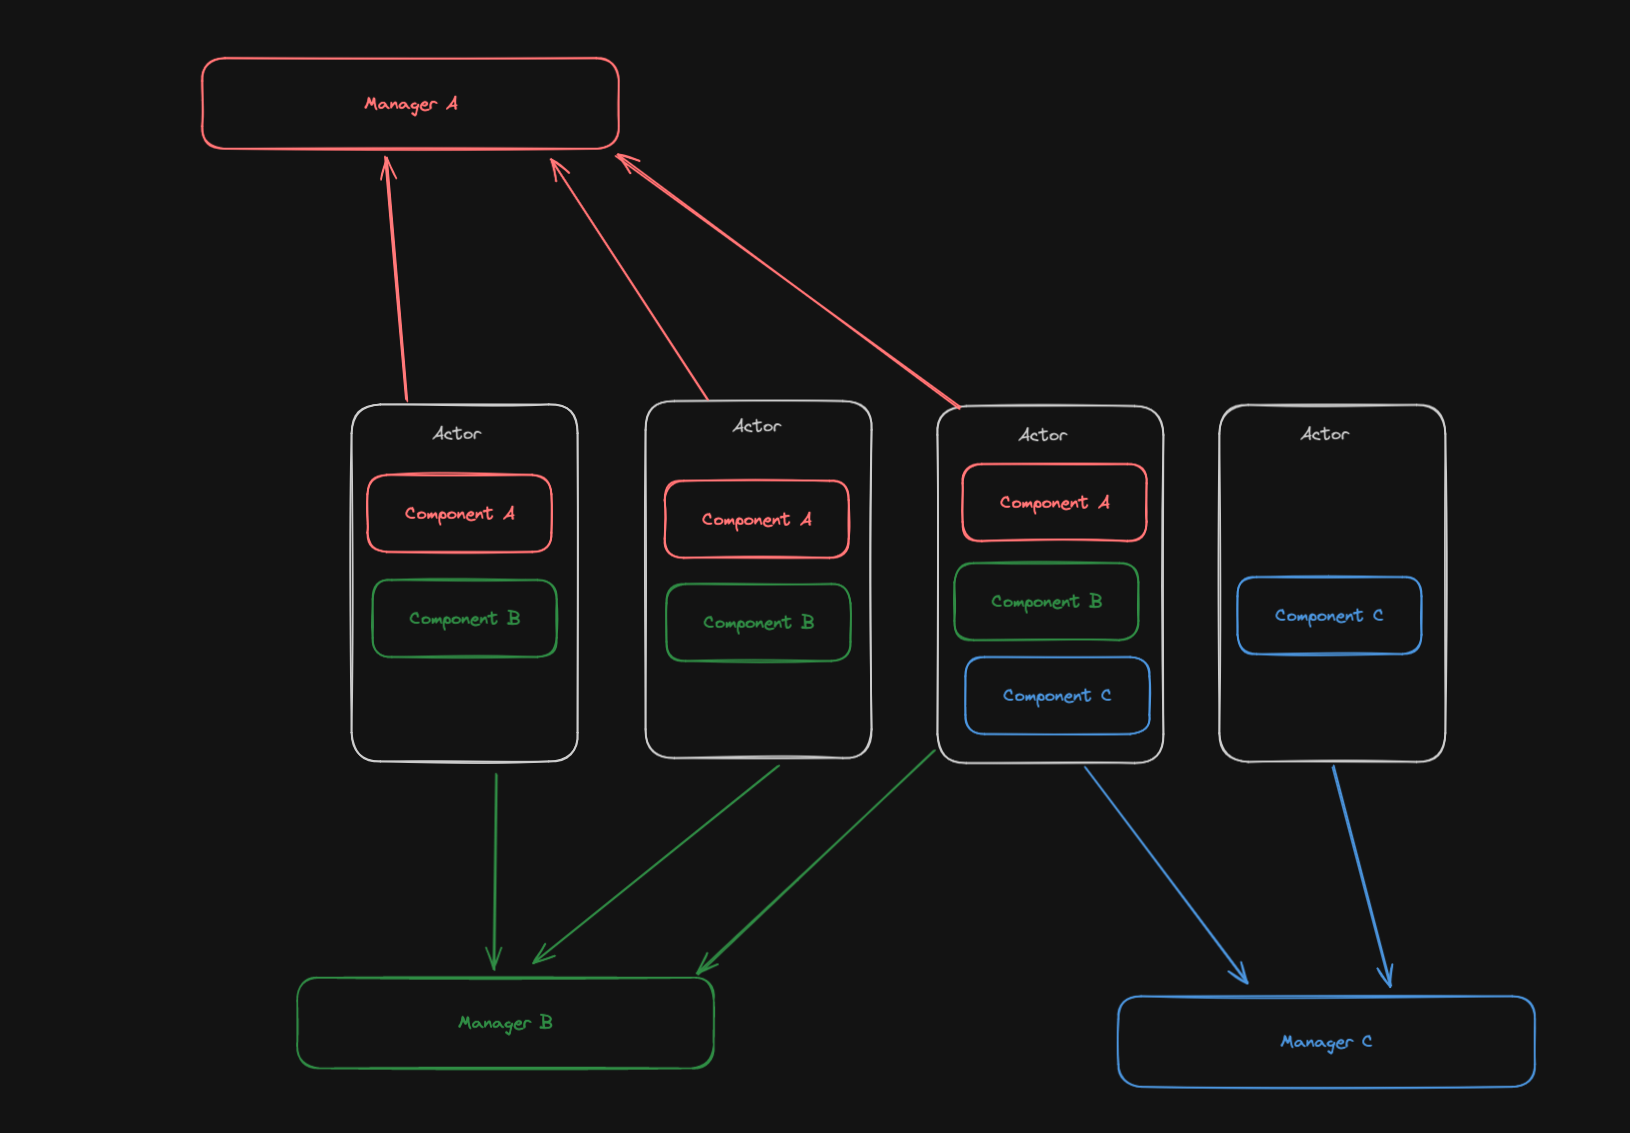 Manager A
Actor
Component A
Component B
Actor
Component A
Component B
Actor
Component A
Component B
Component C
Actor
Component C
Manager B
Manager C